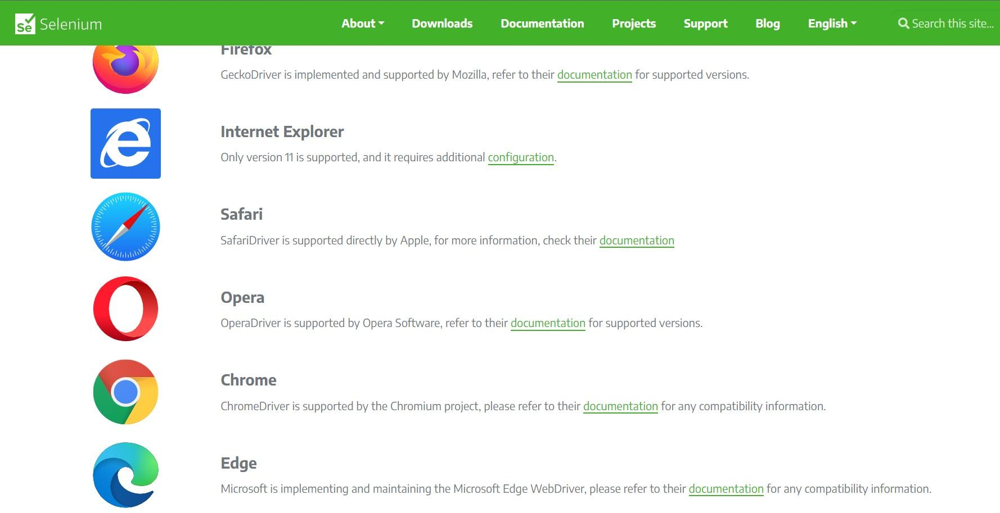 Se Selenium About Downloads Documentation Projects Support Blog English Search this site...
Firefox
GeckoDriver is implemented and supported by Mozilla, refer to their documentation for supported versions.
Internet Explorer
Only version 11 is supported, and it requires additional configuration.
Safari
SafariDriver is supported directly by Apple, for more information, check their documentation
Opera
OperaDriver is supported by Opera Software, refer to their documentation for supported versions.
Chrome
ChromeDriver is supported by the Chromium project, please refer to their documentation for any compatibility information.
Edge
Microsoft is implementing and maintaining the Microsoft Edge WebDriver, please refer to their documentation for any compatibility information.